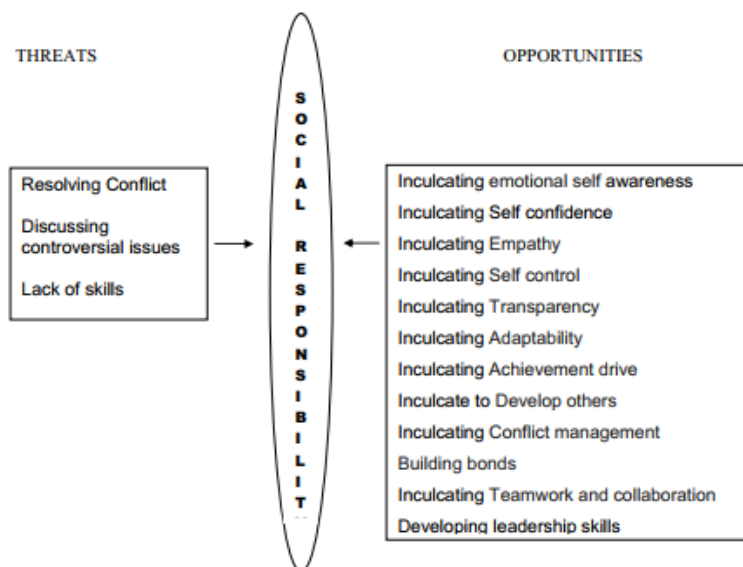 THREATS
OPPORTUNITIES
SOCIAL RESPONSIBILIT
Resolving Conflict
Discussing
controversial issues
Lack of skills
Inculcating emotional self awareness
Inculcating Self confidence
Inculcating Empathy
Inculcating Self control
Inculcating Transparency
Inculcating Adaptability
Inculcating Achievement drive
Inculcate to Develop others
Inculcating Conflict management
Building bonds
Inculcating Teamwork and collaboration
Developing leadership skills